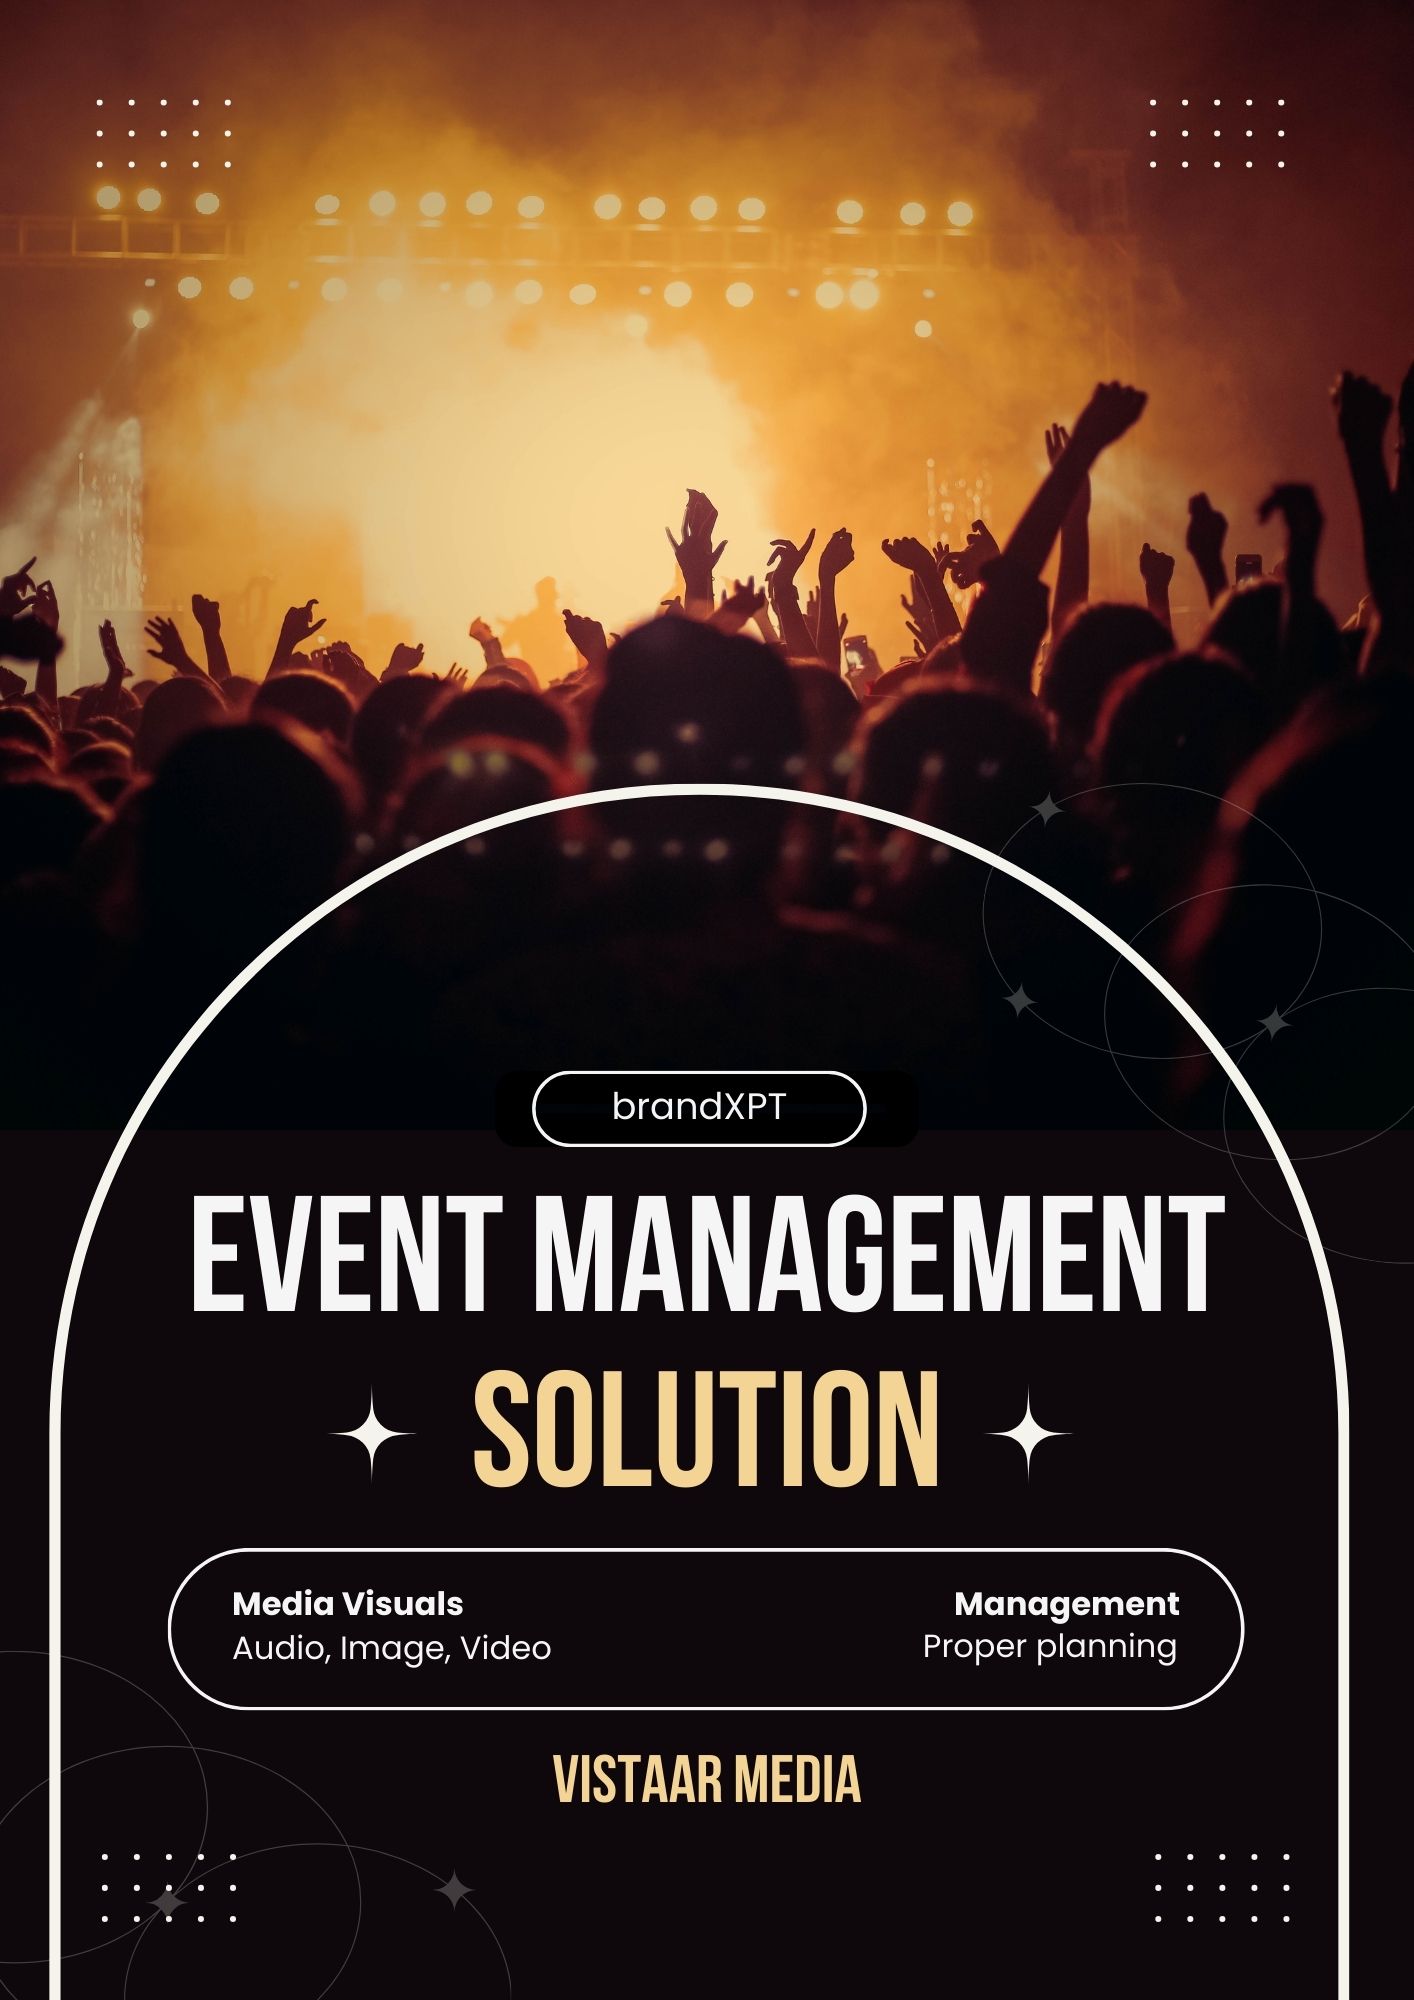 brandXPT
EVENT MANAGEMENT
SOLUTION
Media Visuals
Audio, Image, Video
Management
Proper planning
VISTAAR MEDIA